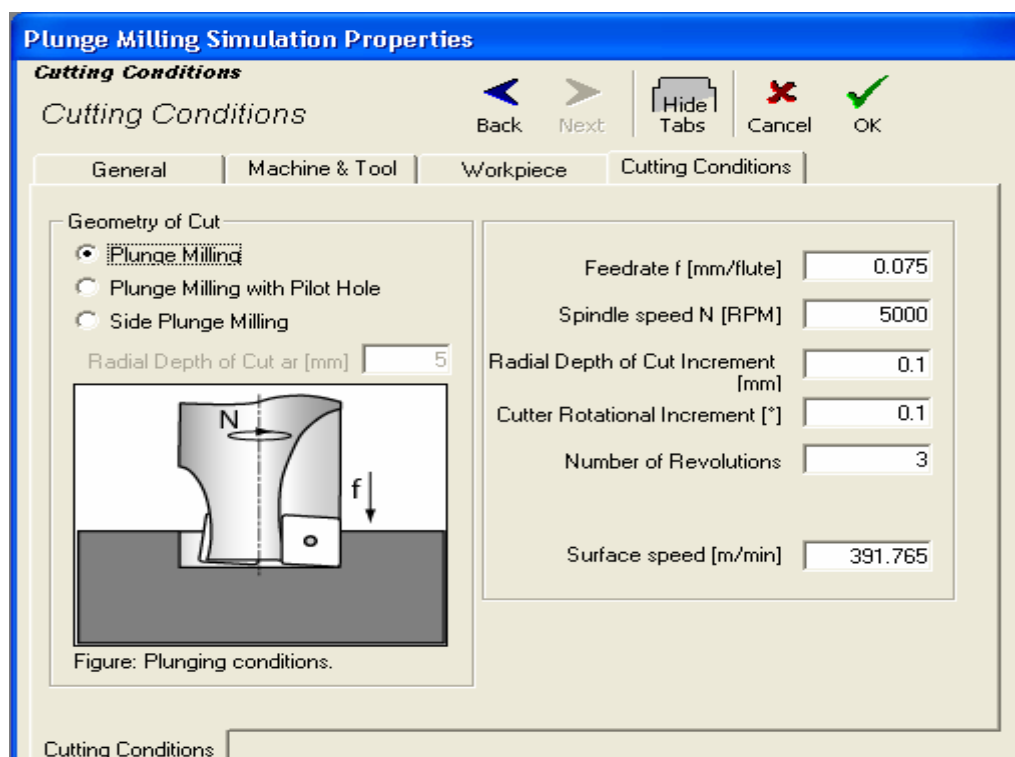 Plunge Milling Simulation Properties
Cutting Conditions
Cutting Conditions
Back
Next
Hide
Tabs
Cancel
OK
General
Machine & Tool
Workpiece
Cutting Conditions
Geometry of Cut
Plunge Milling
Plunge Milling with Pilot Hole
Side Plunge Milling
Radial Depth of Cut ar [mm] 5
N
f
Figure: Plunging conditions.
Feedrate f [mm/flute] 0.075
Spindle speed N [RPM] 5000
Radial Depth of Cut Increment
[mm] 0.1
Cutter Rotational Increment [°] 0.1
Number of Revolutions 3
Surface speed [m/min] 391.765
Cutting Conditions